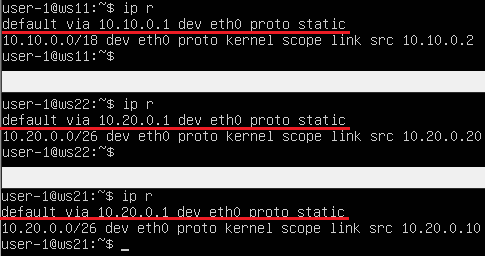 user-1@ws11:~$ ip r
default via 10.10.0.1 dev eth0 proto static
10.10.0.0/18 dev eth0 proto kernel scope link src 10.10.0.2
user-1@ws11:~$
user-1@ws22:~$ ip r
default via 10.20.0.1 dev eth0 proto static
10.20.0.0/26 dev eth0 proto kernel scope link src 10.20.0.20
user-1@ws22:~$
user-1@ws21:~$ ip r
default via 10.20.0.1 dev eth0 proto static
10.20.0.0/26 dev eth0 proto kernel scope link src 10.20.0.10
user-1@ws21:~$ _